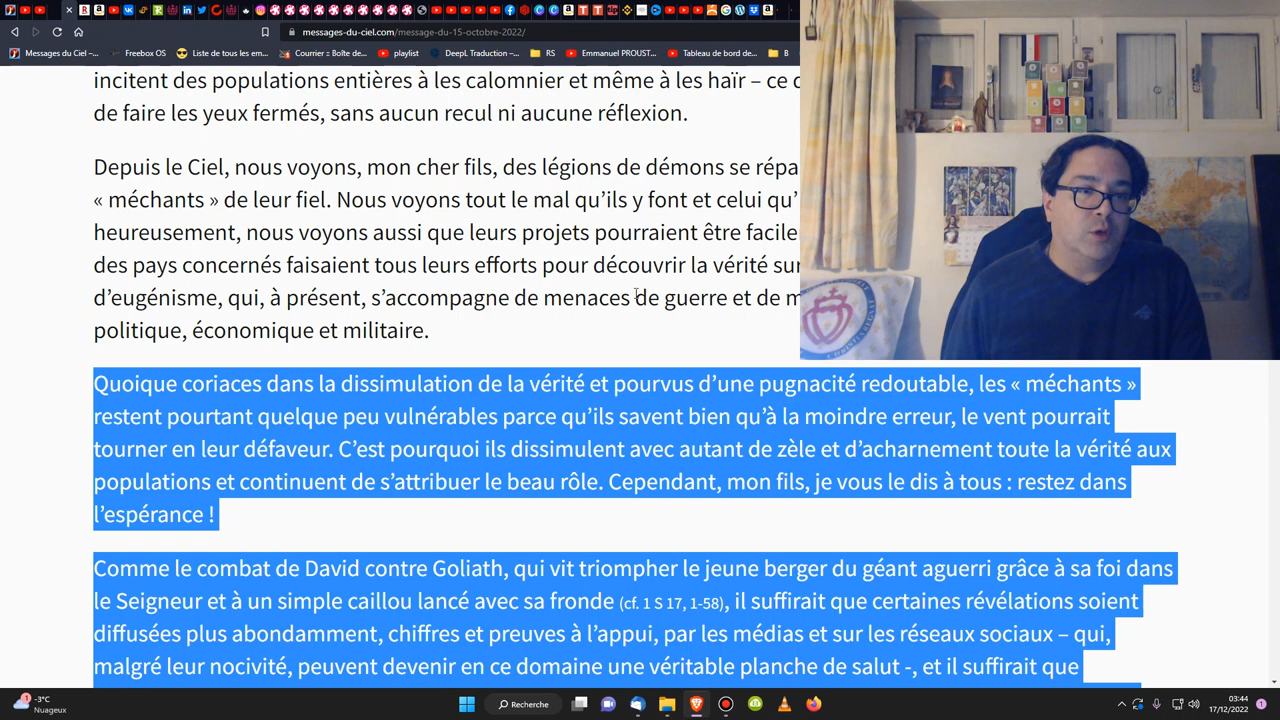 messages-du-ciel.com/message-du-15-octobre-2022/
Messages du Ciel –...
Freebox OS
Liste de tous les em...
Courrier :: Boîte de...
playlist
DeepL Traduction –...
RS
Emmanuel PROUST...
Tableau de bord de...
B
incitent des populations entières à les calomnier et même à les haïr – ce
de faire les yeux fermés, sans aucun recul ni aucune réflexion.
Depuis le Ciel, nous voyons, mon cher fils, des légions de démons se répa
« méchants » de leur fiel. Nous voyons tout le mal qu’ils y font et celui qu’
heureusement, nous voyons aussi que leurs projets pourraient être facile
des pays concernés faisaient tous leurs efforts pour découvrir la vérité sur
d’eugénisme, qui, à présent, s’accompagne de menaces de guerre et de m
politique, économique et militaire.
Quoique coriaces dans la dissimulation de la vérité et pourvus d’une pugnacité redoutable, les « méchants »
restent pourtant quelque peu vulnérables parce qu’ils savent bien qu’à la moindre erreur, le vent pourrait
tourner en leur défaveur. C’est pourquoi ils dissimulent avec autant de zèle et d’acharnement toute la vérité aux
populations et continuent de s’attribuer le beau rôle. Cependant, mon fils, je vous le dis à tous : restez dans
l’espérance !
Comme le combat de David contre Goliath, qui vit triompher le jeune berger du géant aguerri grâce à sa foi dans
le Seigneur et à un simple caillou lancé avec sa fronde (cf. 1 S 17, 1-58), il suffirait que certaines révélations soient
diffusées plus abondamment, chiffres et preuves à l’appui, par les médias et sur les réseaux sociaux – qui,
malgré leur nocivité, peuvent devenir en ce domaine une véritable planche de salut -, et il suffirait que
-3°C
Nuageux
Recherche
03:44
17/12/2022